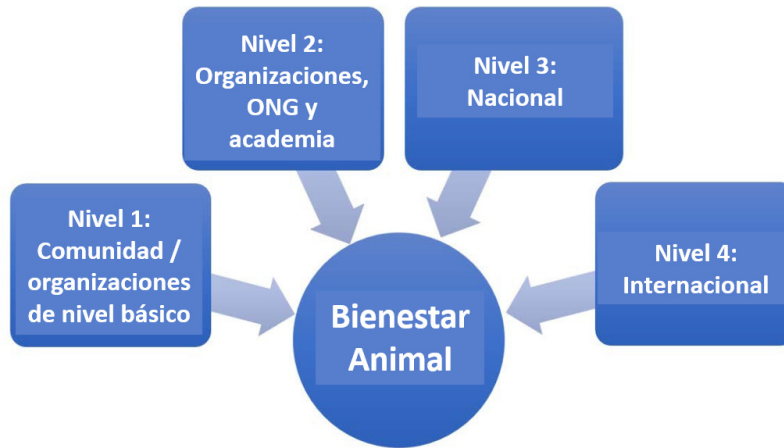 Nivel 1:
Comunidad /
organizaciones
de nivel básico
Nivel 2:
Organizaciones,
ONG y
academia
Nivel 3:
Nacional
Nivel 4:
Internacional
Bienestar
Animal